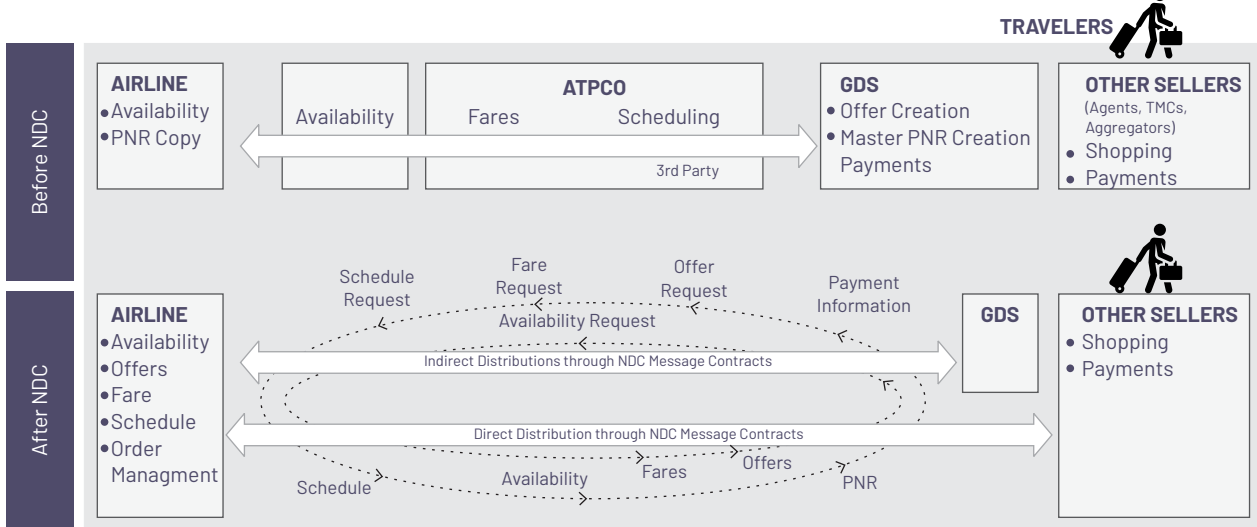 TRAVELERS
Before NDC
AIRLINE
•Availability
•PNR Copy
Availability
ATPCO
Fares
Scheduling
3rd Party
GDS
• Offer Creation
• Master PNR Creation
Payments
OTHER SELLERS
(Agents, TMCs,
Aggregators)
• Shopping
• Payments
After NDC
AIRLINE
•Availability
•Offers
•Fare
•Schedule
•Order
Managment
Schedule
Request
Fare
Request
Offer
Request
Payment
Information
Availability Request
Indirect Distributions through NDC Message Contracts
Direct Distribution through NDC Message Contracts
Schedule
Availability
Fares
Offers
PNR
GDS
OTHER SELLERS
• Shopping
• Payments